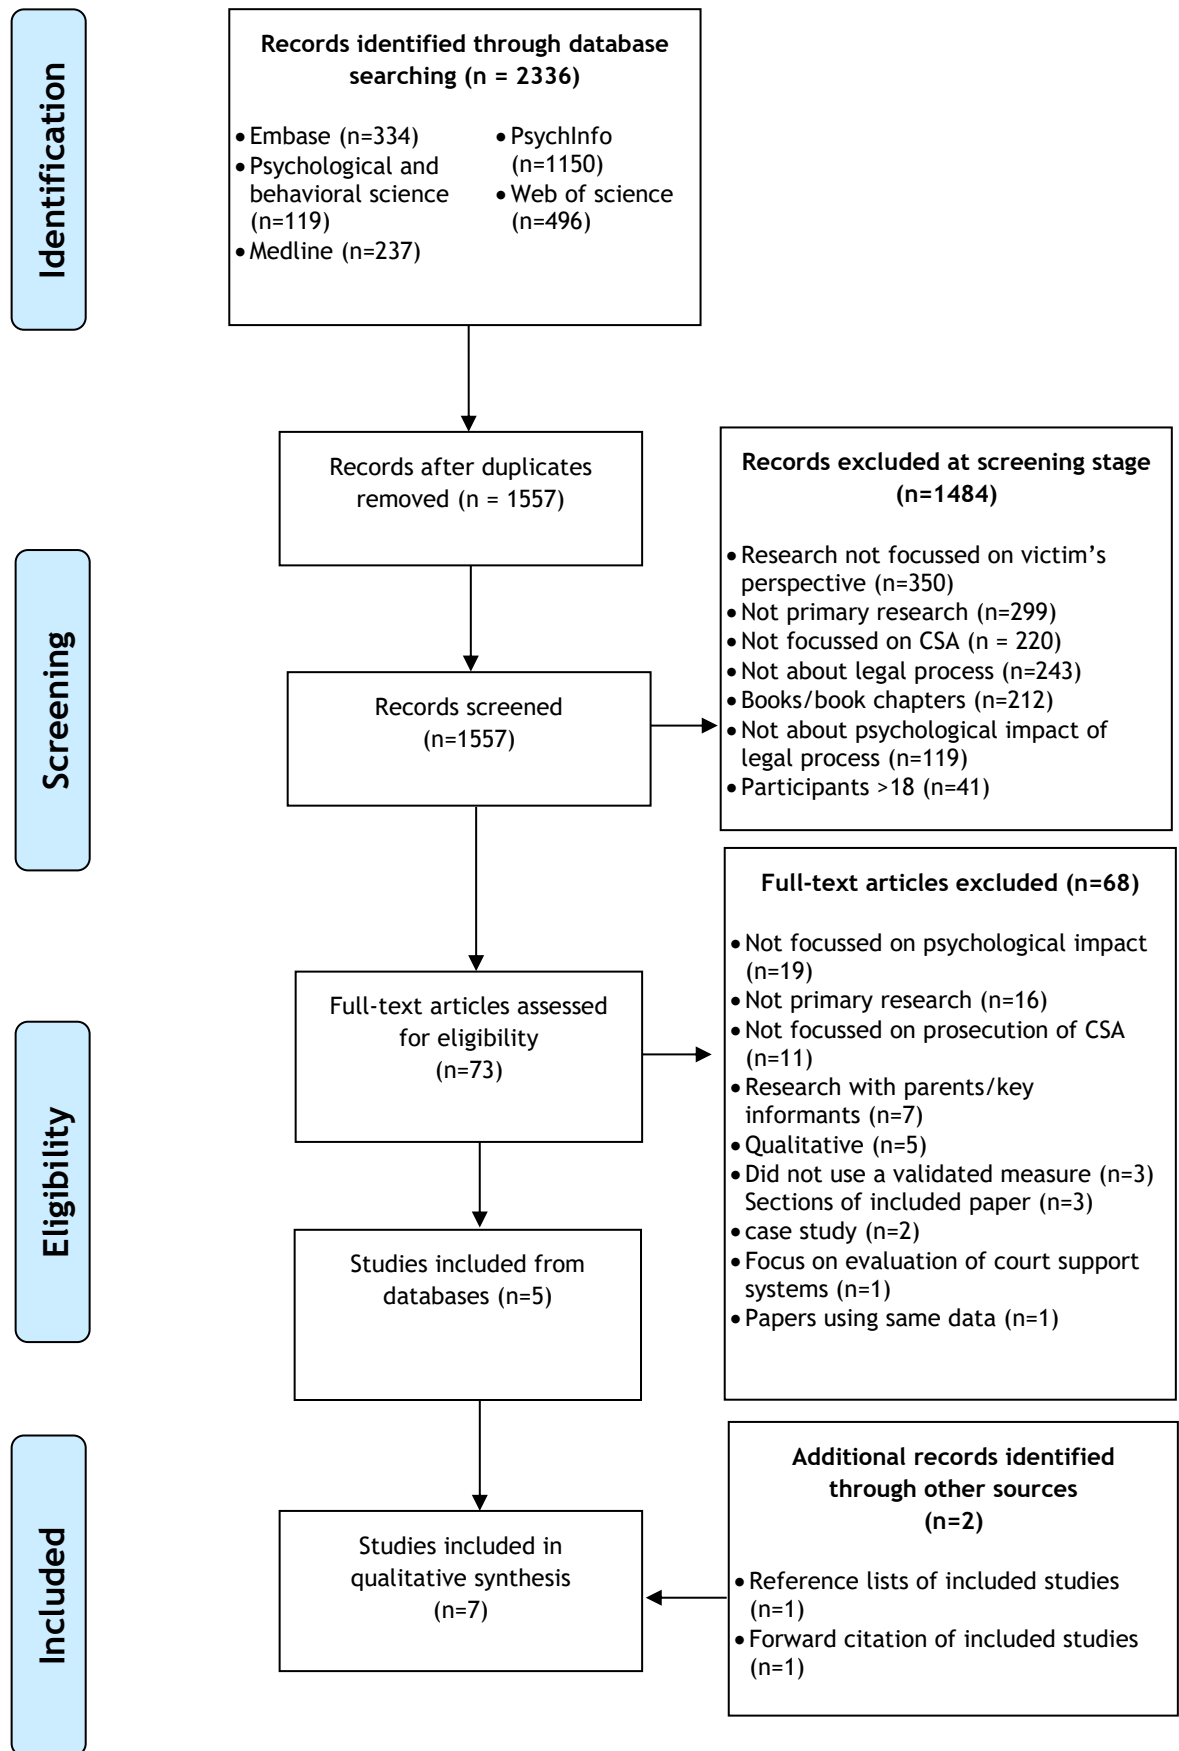 Identification
Records identified through database
searching (n = 2336)
• Embase (n=334)
• Psychological and
behavioral science
(n=119)
• Medline (n=237)
• PsychInfo
(n=1150)
• Web of science
(n=496)
Records after duplicates
removed (n = 1557)
Records excluded at screening stage
(n=1484)
• Research not focussed on victim’s
perspective (n=350)
• Not primary research (n=299)
• Not focussed on CSA (n = 220)
• Not about legal process (n=243)
• Books/book chapters (n=212)
• Not about psychological impact of
legal process (n=119)
• Participants >18 (n=41)
Screening
Records screened
(n=1557)
Full-text articles excluded (n=68)
• Not focussed on psychological impact
(n=19)
• Not primary research (n=16)
• Not focussed on prosecution of CSA
(n=11)
• Research with parents/key
informants (n=7)
• Qualitative (n=5)
• Did not use a validated measure (n=3)
Sections of included paper (n=3)
• case study (n=2)
• Focus on evaluation of court support
systems (n=1)
• Papers using same data (n=1)
Eligibility
Full-text articles assessed
for eligibility
(n=73)
Studies included from
databases (n=5)
Included
Studies included in
qualitative synthesis
(n=7)
Additional records identified
through other sources
(n=2)
• Reference lists of included studies
(n=1)
• Forward citation of included studies
(n=1)